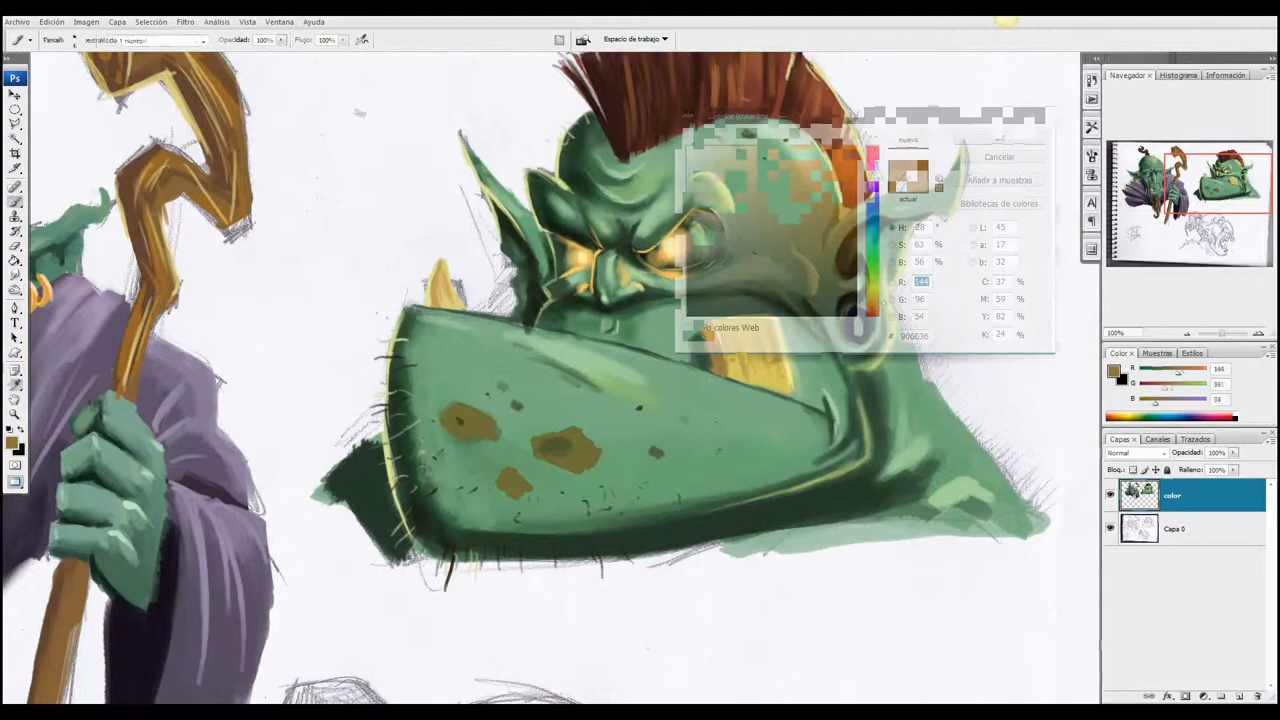 Archivo Edición Imagen Capa Selección Filtro Análisis Vista Ventana Ayuda
Opacidad: 100% Flujo: 100% Espacio de trabajo
Ps
Navegador Histograma Información
100%
nuevo
actual
Cancelar
Añadir a muestras
Bibliotecas de colores
H: 28 °
S: 63 %
B: 56 %
R: 144
G: 96
B: 54
# 906036
L: 45
a: 17
b: 32
C: 37 %
M: 59 %
Y: 82 %
K: 24 %
colores Web
Color Muestras Estilos
R
G
B
Capas Canales Trazados
Normal Opacidad: 100%
Bloq.: Relleno: 100%
color
Capa 0